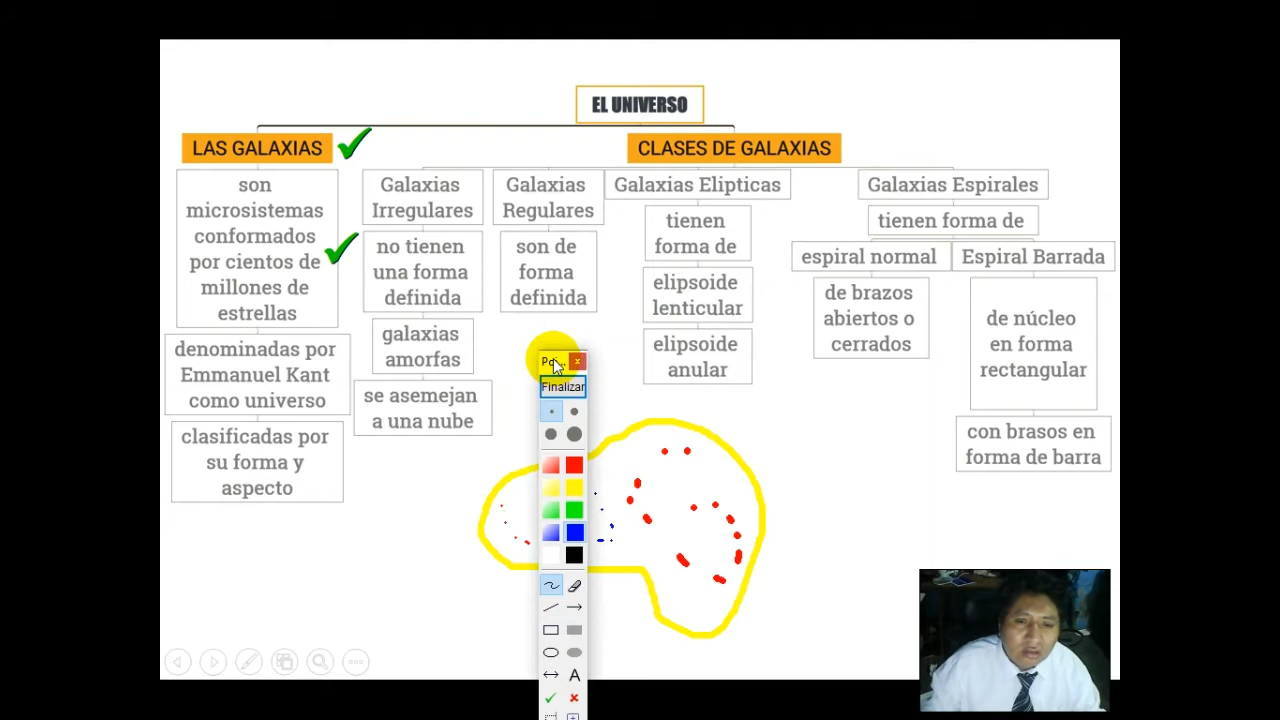 EL UNIVERSO
LAS GALAXIAS
CLASES DE GALAXIAS
son
microsistemas
conformados
por cientos de
millones de
estrellas
denominadas por
Emmanuel Kant
como universo
clasificadas por
su forma y
aspecto
Galaxias
Irregulares
no tienen
una forma
definida
galaxias
amorfas
se asemejan
a una nube
Galaxias
Regulares
son de
forma
definida
Galaxias Elipticas
tienen
forma de
elipsoide
lenticular
elipsoide
anular
Galaxias Espirales
tienen forma de
espiral normal
de brazos
abiertos o
cerrados
Espiral Barrada
de núcleo
en forma
rectangular
con brasos en
forma de barra
Finalizar
A